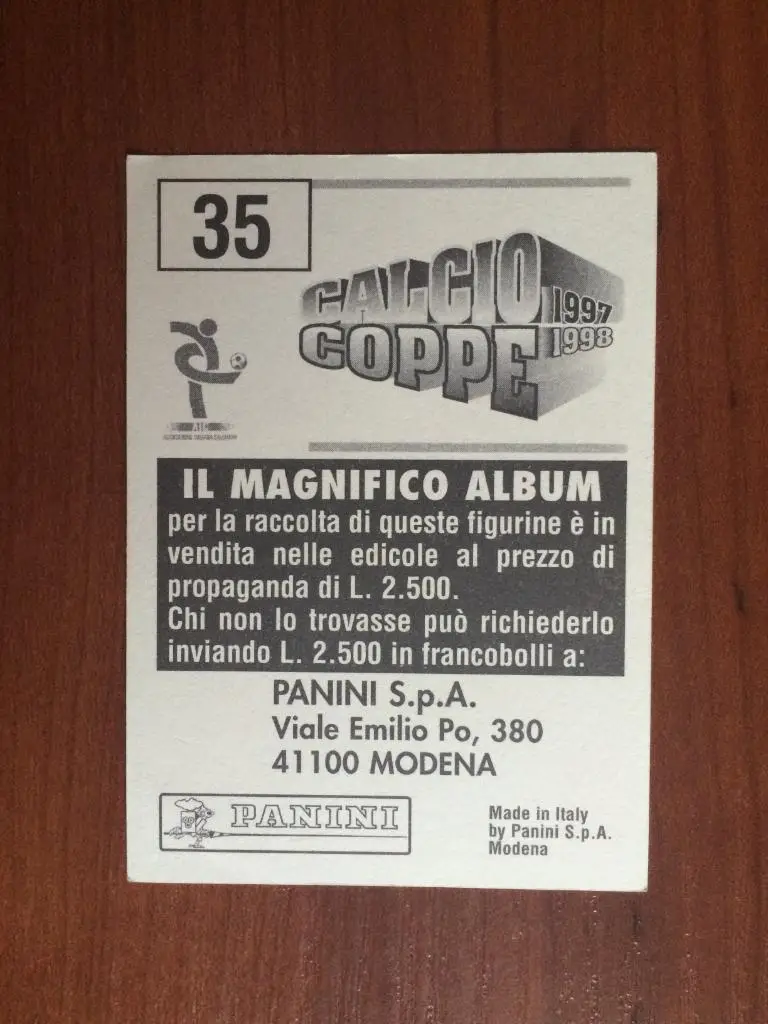 35
CALCIO 1997
COPPE 1998
AIC
IL MAGNIFICO ALBUM
per la raccolta di queste figurine è in
vendita nelle edicole al prezzo di
propaganda di L. 2.500.
Chi non lo trovasse può richiederlo
inviando L. 2.500 in francobolli a:
PANINI S.p.A.
Viale Emilio Po, 380
41100 MODENA
PANINI
Made in Italy
by Panini S.p.A.
Modena